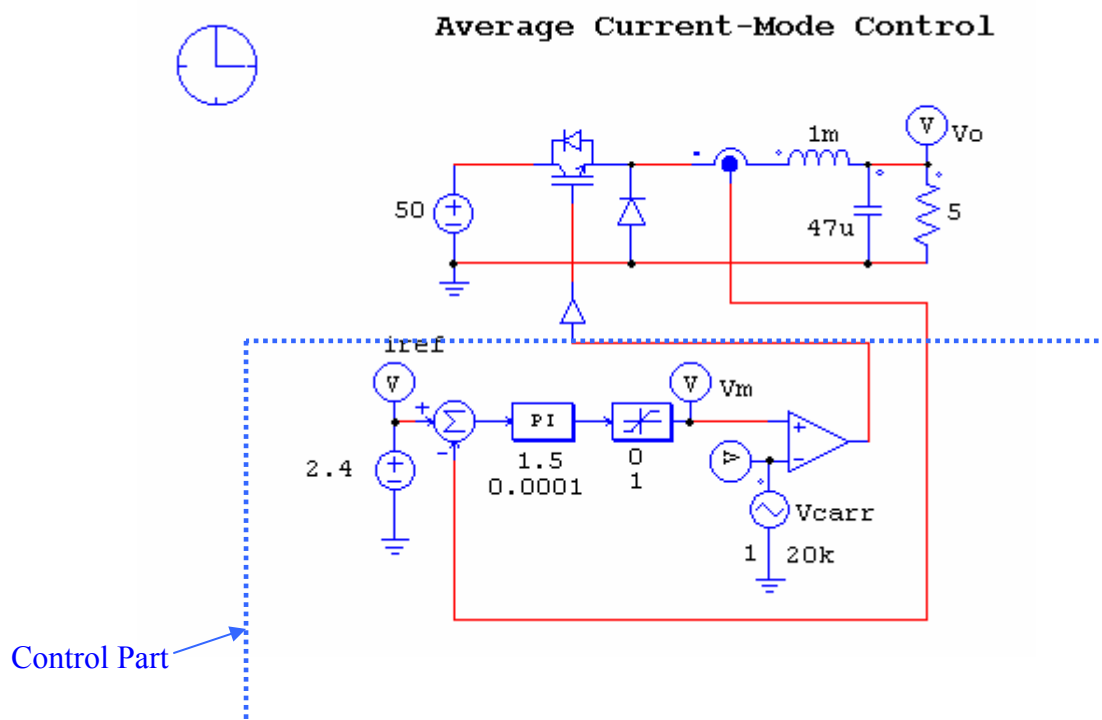 Average Current-Mode Control
1m
V
Vo
50
47u
5
iref
V
V
Vm
PI
2.4
1.5
0.0001
0
1
V
Vcarr
1
20k
Control Part